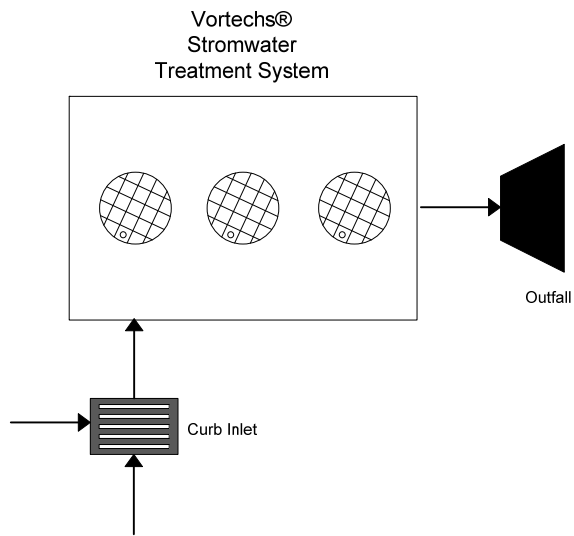 Vortechs®
Stromwater
Treatment System
Outfall
Curb Inlet